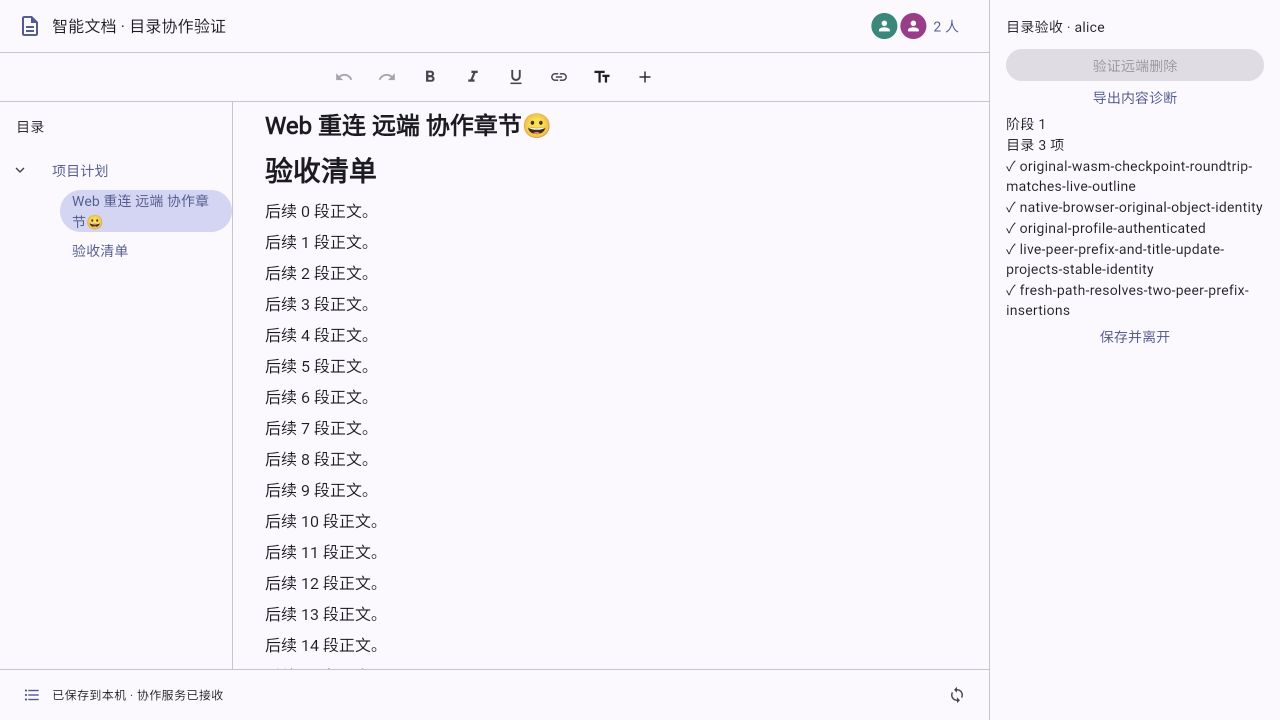 智能文档 · 目录协作验证
2 人
B I U Tт +
目录
项目计划
Web 重连 远端 协作章
节😀
验收清单
Web 重连 远端 协作章节😀
验收清单
后续 0 段正文。
后续 1 段正文。
后续 2 段正文。
后续 3 段正文。
后续 4 段正文。
后续 5 段正文。
后续 6 段正文。
后续 7 段正文。
后续 8 段正文。
后续 9 段正文。
后续 10 段正文。
后续 11 段正文。
后续 12 段正文。
后续 13 段正文。
后续 14 段正文。
已保存到本机 · 协作服务已接收
目录验收 · alice
验证远端删除
导出内容诊断
阶段 1
目录 3 项
✓ original-wasm-checkpoint-roundtrip-
matches-live-outline
✓ native-browser-original-object-identity
✓ original-profile-authenticated
✓ live-peer-prefix-and-title-update-
projects-stable-identity
✓ fresh-path-resolves-two-peer-prefix-
insertions
保存并离开